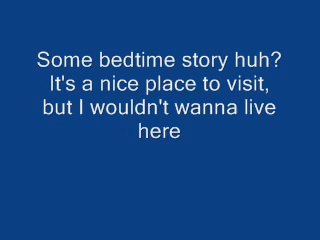 Some bedtime story huh?
It's a nice place to visit,
but I wouldn't wanna live
here